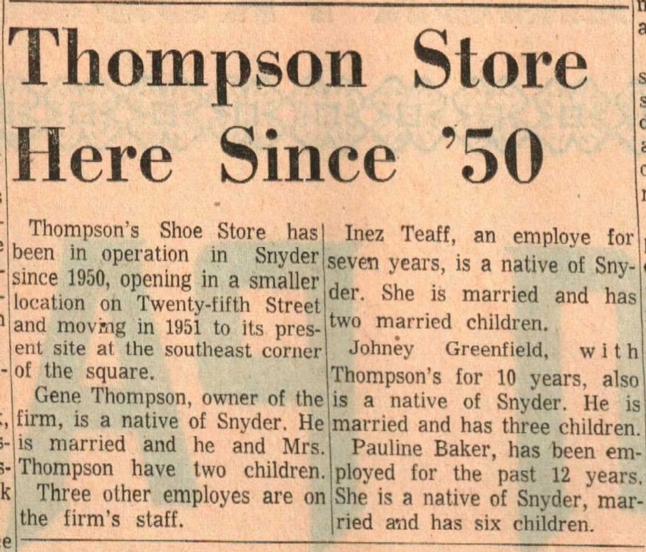 Thompson Store
Here Since '50
Thompson's Shoe Store has
been in operation in Snyder
since 1950, opening in a smaller
location on Twenty-fifth Street
and moving in 1951 to its pres-
ent site at the southeast corner
of the square.
Gene Thompson, owner of the
firm, is a native of Snyder. He
is married and he and Mrs.
Thompson have two children.
Three other employes are on
the firm's staff.
Inez Teaff, an employe for
seven years, is a native of Sny-
der. She is married and has
two married children.
Johney Greenfield, with
Thompson's for 10 years, also
is a native of Snyder. He is
married and has three children.
Pauline Baker, has been em-
ployed for the past 12 years.
She is a native of Snyder, mar-
ried and has six children.